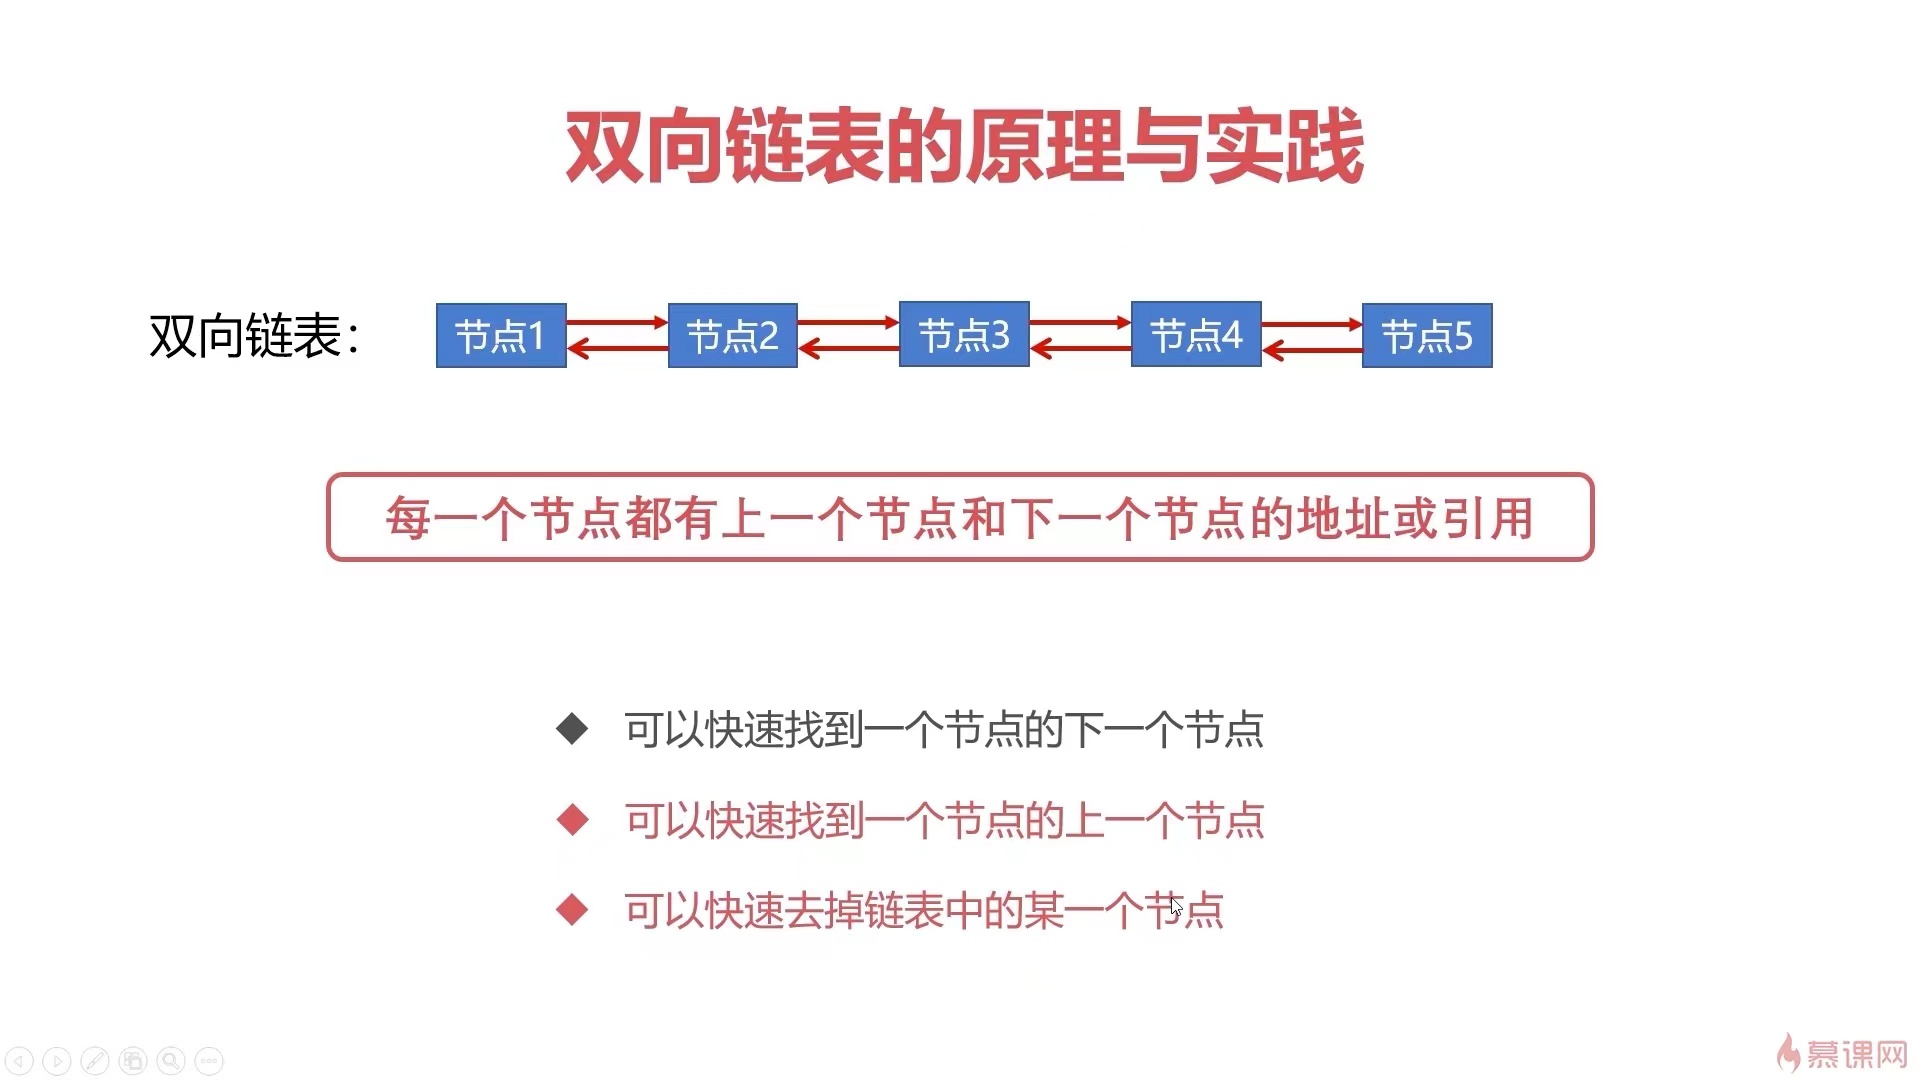 双向链表的原理与实践
双向链表： 节点1 节点2 节点3 节点4 节点5
每一个节点都有上一个节点和下一个节点的地址或引用
可以快速找到一个节点的下一个节点
可以快速找到一个节点的上一个节点
可以快速去掉链表中的某一个节点
慕课网